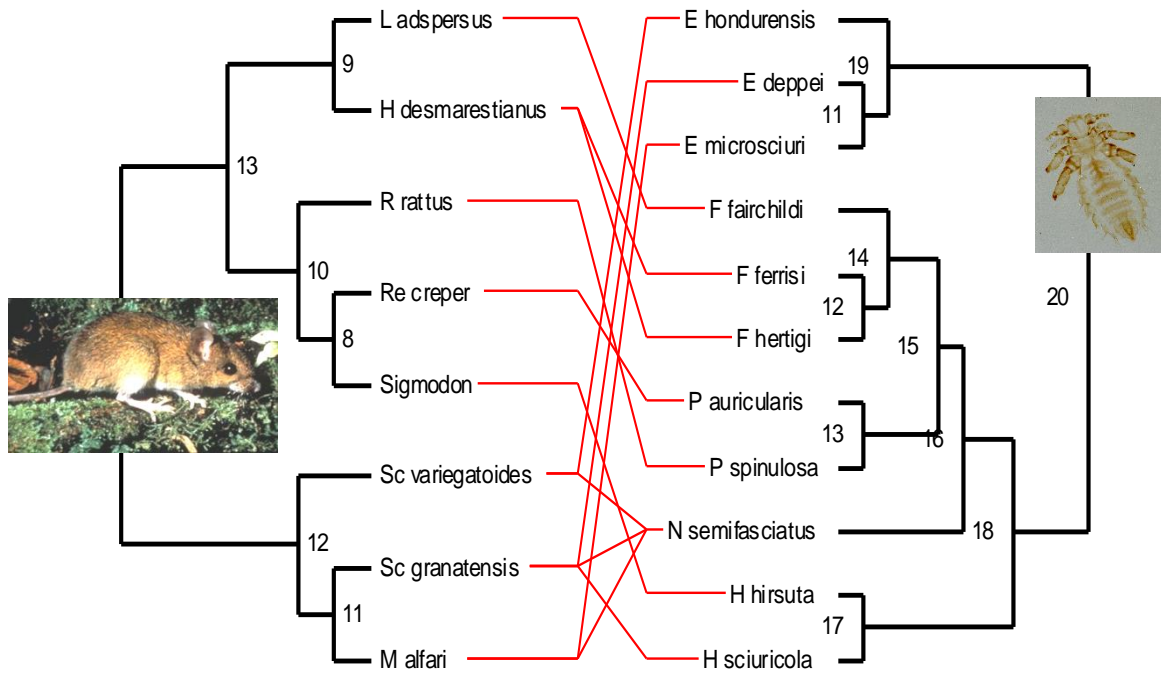 L adspersus
9
H desmarestianus
13
R rattus
10
Re creper
8
Sigmodon
Sc variegatoides
12
Sc granatensis
11
M alfari
E hondurensis
19
E deppei
11
E microsciuri
F fairchildi
14
F ferrisi
12
F hertigi
20
15
P auricularis
13
16
P spinulosa
N semifasciatus
18
H hirsuta
17
H sciuricola